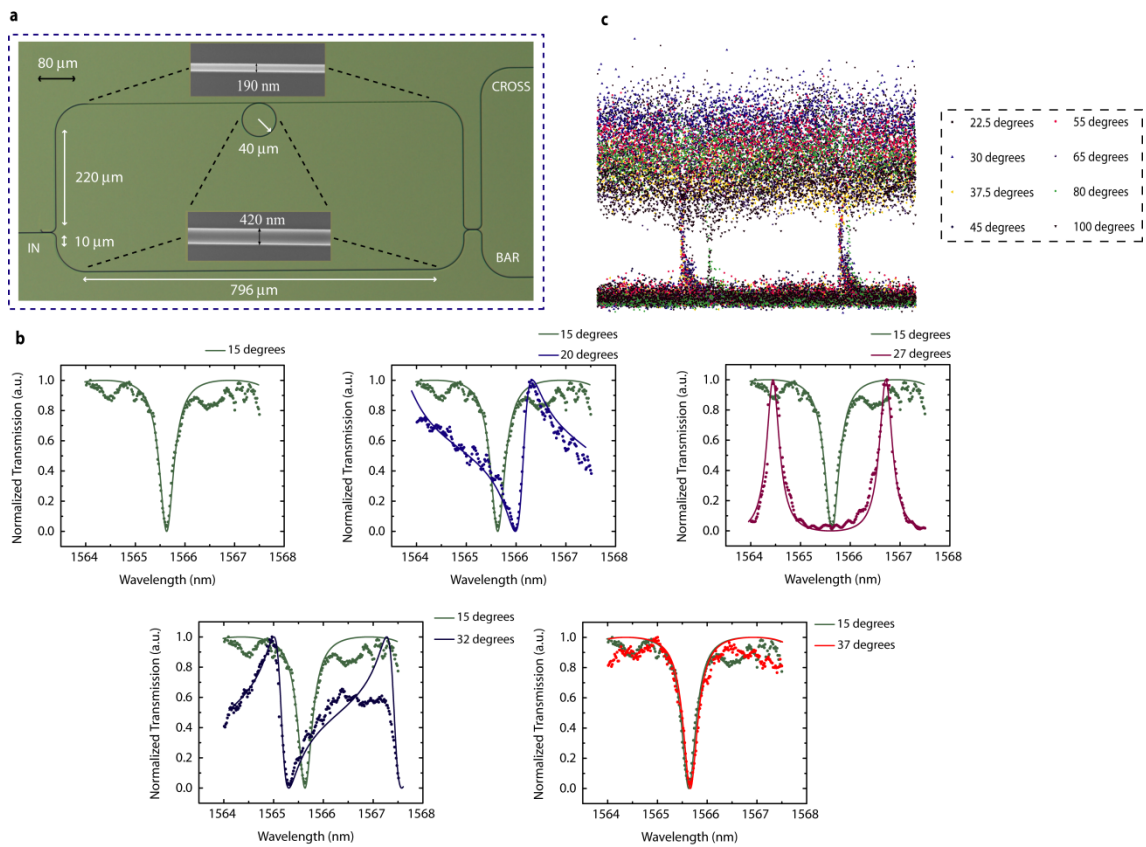 a
80 μm
190 nm
CROSS
40 μm
220 μm
420 nm
IN
10 μm
BAR
796 μm
c
22.5 degrees
55 degrees
30 degrees
65 degrees
37.5 degrees
80 degrees
45 degrees
100 degrees
b
15 degrees
Normalized Transmission (a.u.)
1.0
0.8
0.6
0.4
0.2
0.0
1564 1565 1566 1567 1568
Wavelength (nm)
15 degrees
20 degrees
Normalized Transmission (a.u.)
1.0
0.8
0.6
0.4
0.2
0.0
1564 1565 1566 1567 1568
Wavelength (nm)
15 degrees
27 degrees
Normalized Transmission (a.u.)
1.0
0.8
0.6
0.4
0.2
0.0
1564 1565 1566 1567 1568
Wavelength (nm)
15 degrees
32 degrees
Normalized Transmission (a.u.)
1.0
0.8
0.6
0.4
0.2
0.0
1564 1565 1566 1567 1568
Wavelength (nm)
15 degrees
37 degrees
Normalized Transmission (a.u.)
1.0
0.8
0.6
0.4
0.2
0.0
1564 1565 1566 1567 1568
Wavelength (nm)